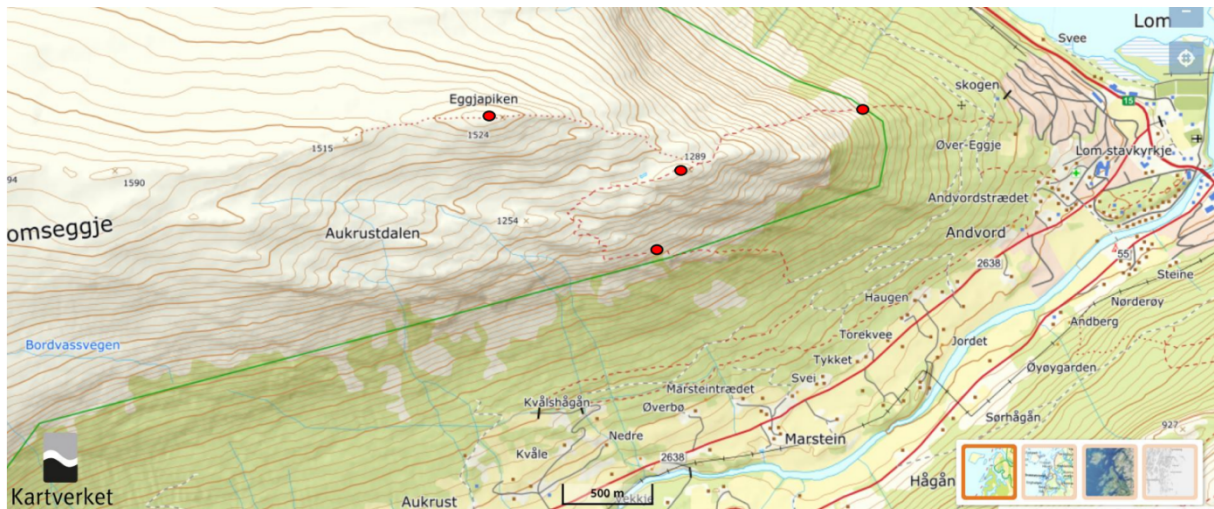 Lom
Svee
skogen
15
Eggjapiken
1524
1515
1289
Øver-Eggje
Lom stavkyrkje
94
1590
Andvordstrædet
1254
omseggje
Aukrustdalen
Andvord
2638
55
Steine
Haugen
Nørderøy
Andberg
Bordvassvegen
Torekvee
Jordet
Tykket
Øyøygarden
Svei
Marsteintrædet
Kvålshågån
Øverbø
Sørhågån
927
Nedre
Marstein
Kvåle
2638
Hågån
Kartverket
Aukrust
500 m